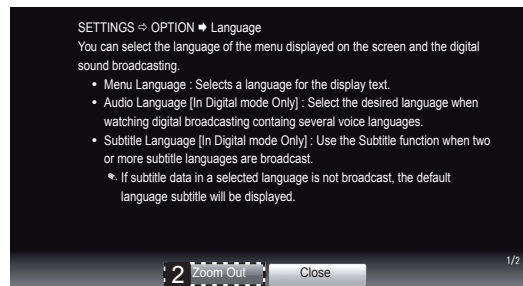 SETTINGS ⇨ OPTION ➡ Language
You can select the language of the menu displayed on the screen and the digital
sound broadcasting.
• Menu Language : Selects a language for the display text.
• Audio Language [In Digital mode Only] : Select the desired language when
watching digital broadcasting containg several voice languages.
• Subtitle Language [In Digital mode Only] : Use the Subtitle function when two
or more subtitle languages are broadcast.
✎ If subtitle data in a selected language is not broadcast, the default
language subtitle will be displayed.
1/2
2 Zoom Out Close